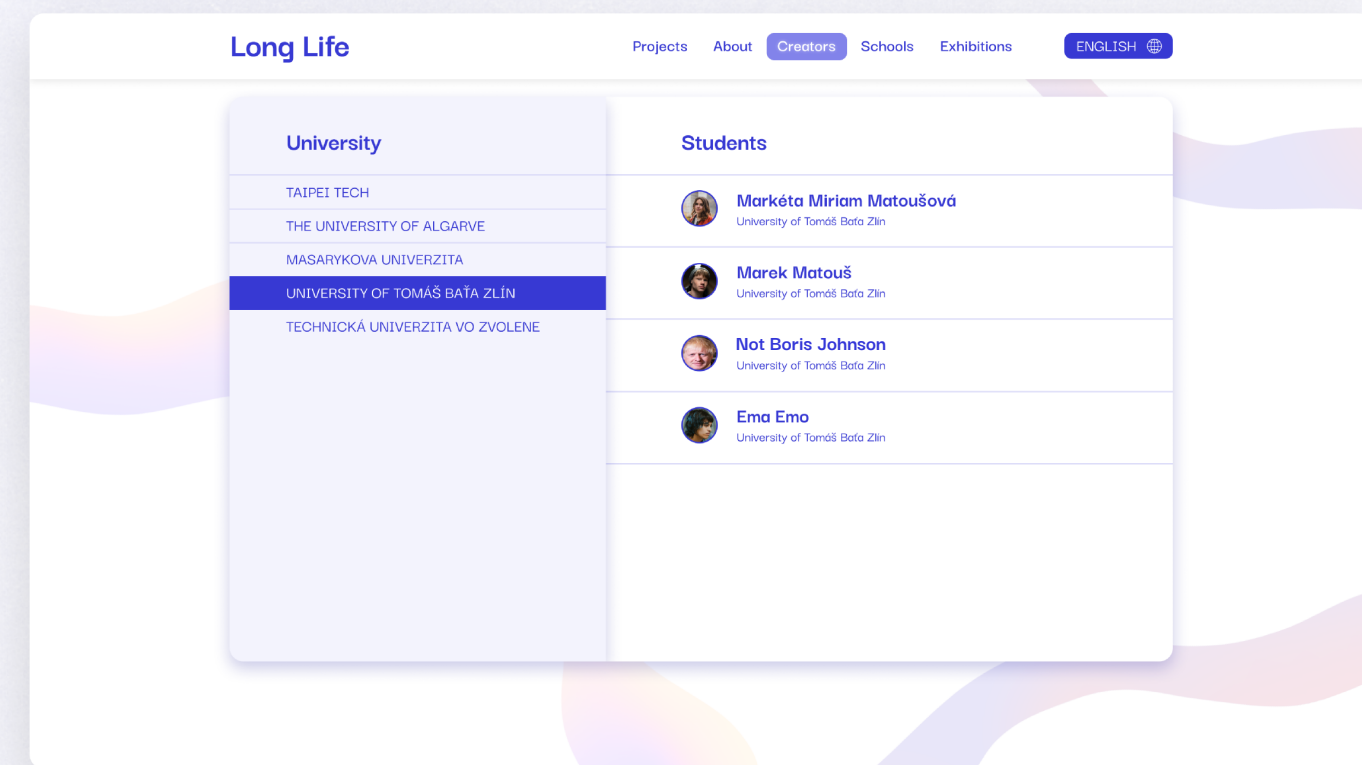 Long Life
Projects About Creators Schools Exhibitions ENGLISH
University
TAIPEI TECH
THE UNIVERSITY OF ALGARVE
MASARYKOVA UNIVERZITA
UNIVERSITY OF TOMÁŠ BAŤA ZLÍN
TECHNICKÁ UNIVERZITA VO ZVOLENE
Students
Markéta Miriam Matoušová
University of Tomáš Baťa Zlín
Marek Matouš
University of Tomáš Baťa Zlín
Not Boris Johnson
University of Tomáš Baťa Zlín
Ema Emo
University of Tomáš Baťa Zlín